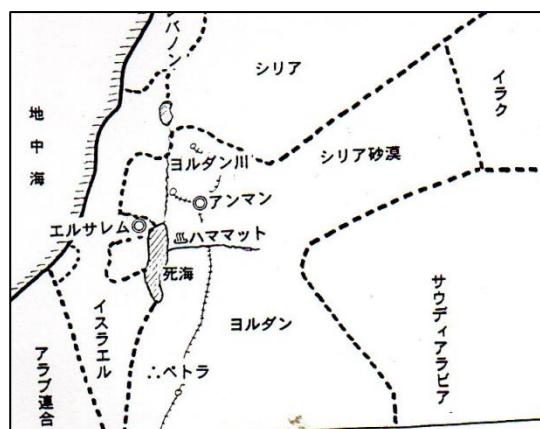 バノン
シリア
イラク
地中海
ヨルダン川
シリア砂漠
アンマン
エルサレム
ハママット
死海
イスラエル
ヨルダン
サウディアラビア
∴ペトラ
アラブ連合